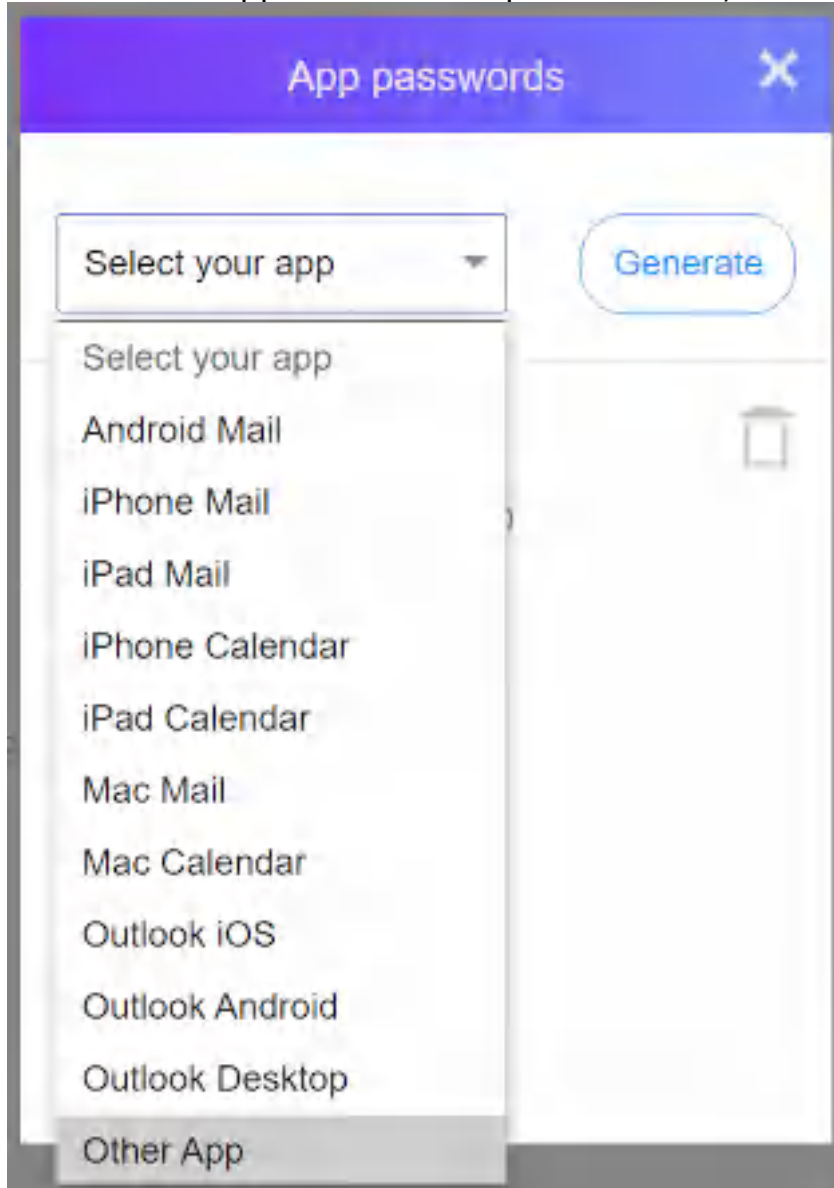 App passwords
Select your app
Generate
Select your app
Android Mail
iPhone Mail
iPad Mail
iPhone Calendar
iPad Calendar
Mac Mail
Mac Calendar
Outlook iOS
Outlook Android
Outlook Desktop
Other App